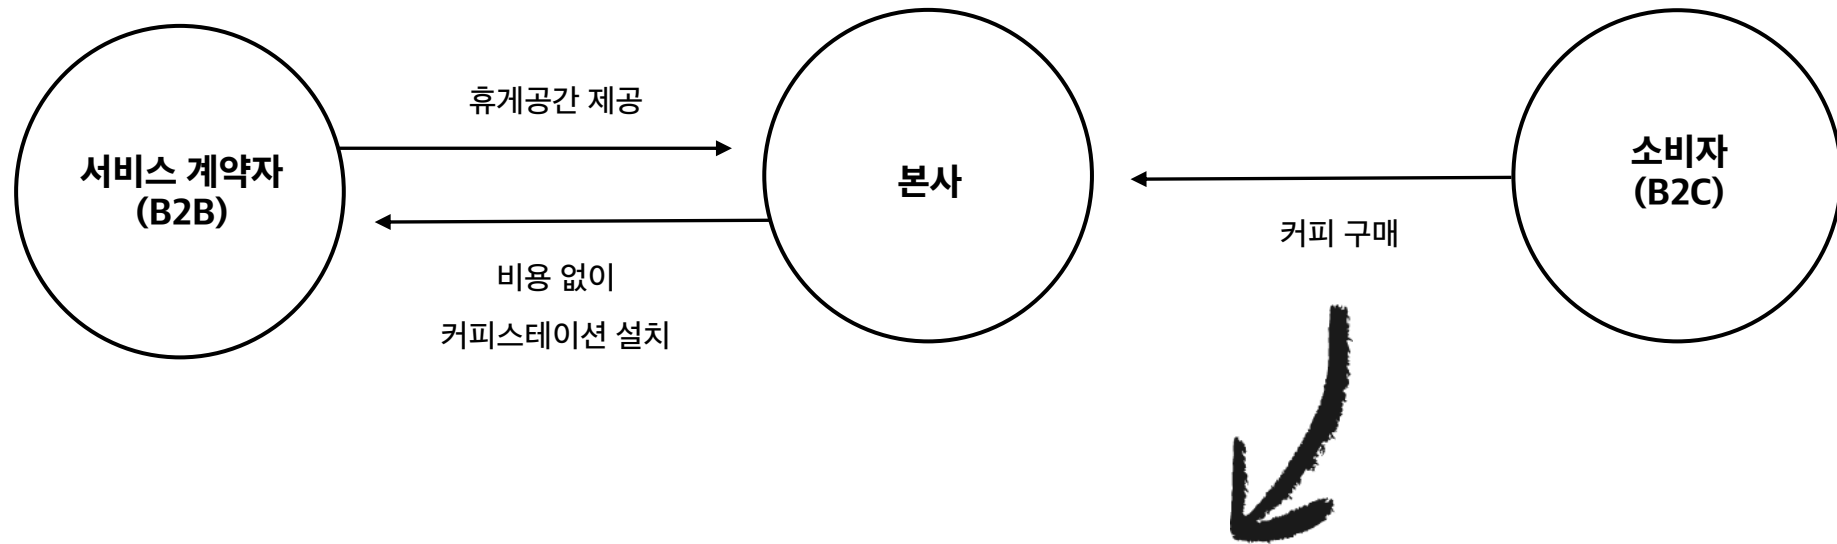 휴게공간 제공
서비스 계약자
(B2B)
비용 없이
커피스테이션 설치
본사
커피 구매
소비자
(B2C)